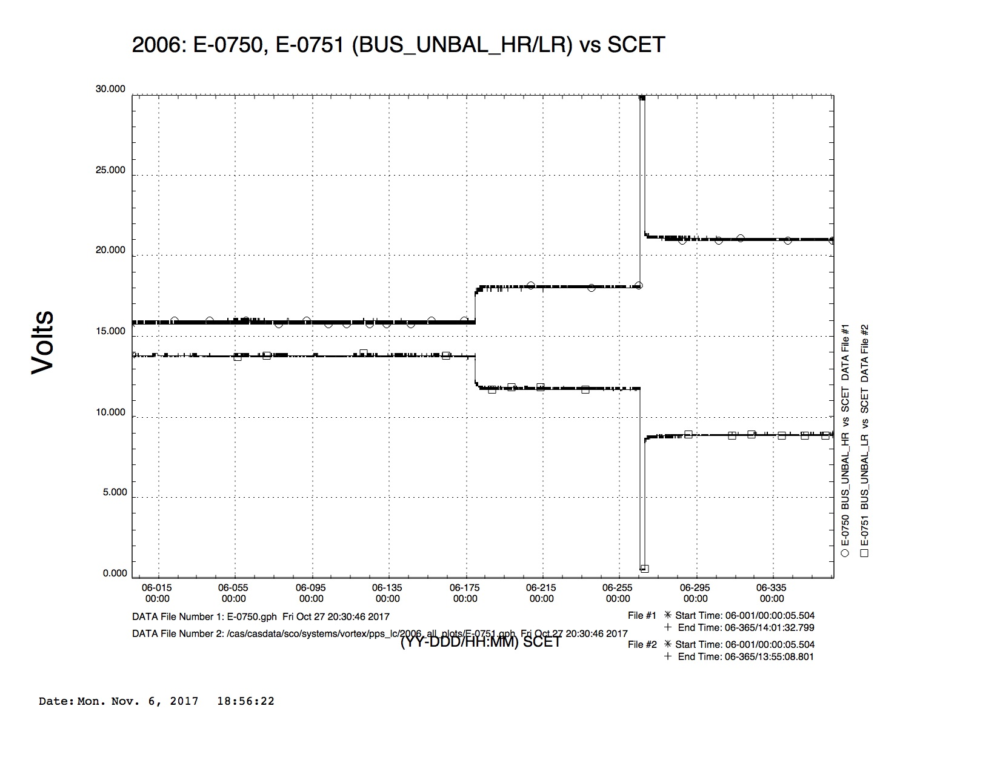 2006: E-0750, E-0751 (BUS_UNBAL_HR/LR) vs SCET
30.000
25.000
20.000
15.000
10.000
5.000
0.000
Volts
06-015 06-055 06-095 06-135 06-175 06-215 06-255 06-295 06-335
00:00 00:00 00:00 00:00 00:00 00:00 00:00 00:00 00:00
E-0750 BUS_UNBAL_HR vs SCET DATA File #1
E-0751 BUS_UNBAL_LR vs SCET DATA File #2
DATA File Number 1: E-0750.gph Fri Oct 27 20:30:46 2017
DATA File Number 2: /cas/casdata/sco/systems/vortex/pps_lc/2006_all_plots/E-0751.gph Fri Oct 27 20:30:46 2017
(YY-DDD/HH:MM) SCET
File #1 * Start Time: 06-001/00:00:05.504
+ End Time: 06-365/14:01:32.799
File #2 * Start Time: 06-001/00:00:05.504
+ End Time: 06-365/13:55:08.801
Date: Mon. Nov. 6, 2017 18:56:22